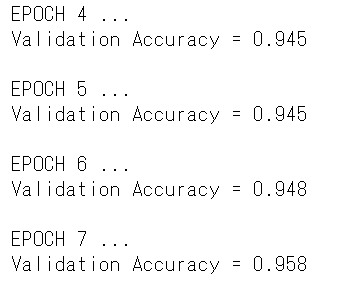 EPOCH 4 ...
Validation Accuracy = 0.945
EPOCH 5 ...
Validation Accuracy = 0.945
EPOCH 6 ...
Validation Accuracy = 0.948
EPOCH 7 ...
Validation Accuracy = 0.958